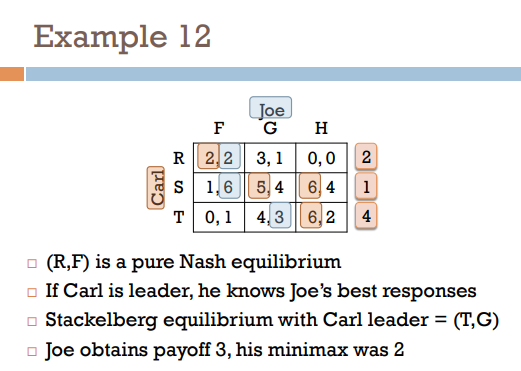 Example 12
Joe
F G H
Carl
R 2,2 3,1 0,0 2
S 1,6 5,4 6,4 1
T 0,1 4,3 6,2 4
(R,F) is a pure Nash equilibrium
If Carl is leader, he knows Joe's best responses
Stackelberg equilibrium with Carl leader = (T,G)
Joe obtains payoff 3, his minimax was 2